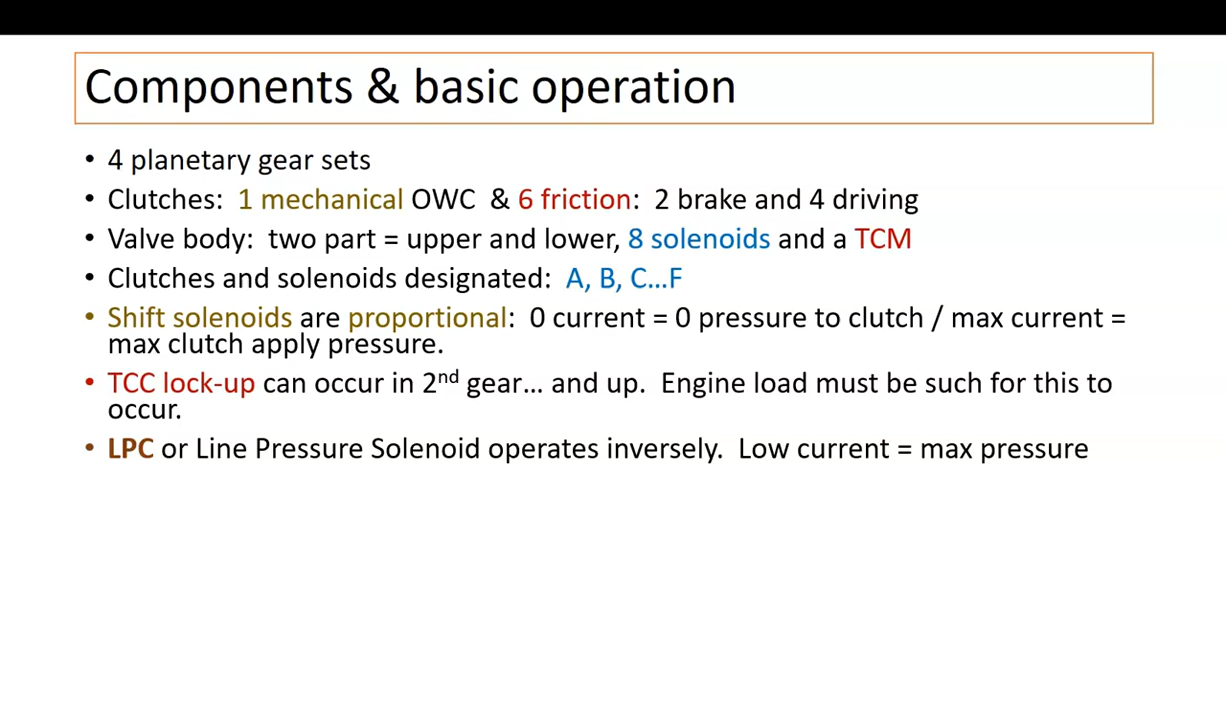 Components & basic operation
• 4 planetary gear sets
• Clutches: 1 mechanical OWC & 6 friction: 2 brake and 4 driving
• Valve body: two part = upper and lower, 8 solenoids and a TCM
• Clutches and solenoids designated: A, B, C...F
• Shift solenoids are proportional: 0 current = 0 pressure to clutch / max current =
max clutch apply pressure.
• TCC lock-up can occur in 2nd gear... and up. Engine load must be such for this to
occur.
• LPC or Line Pressure Solenoid operates inversely. Low current = max pressure